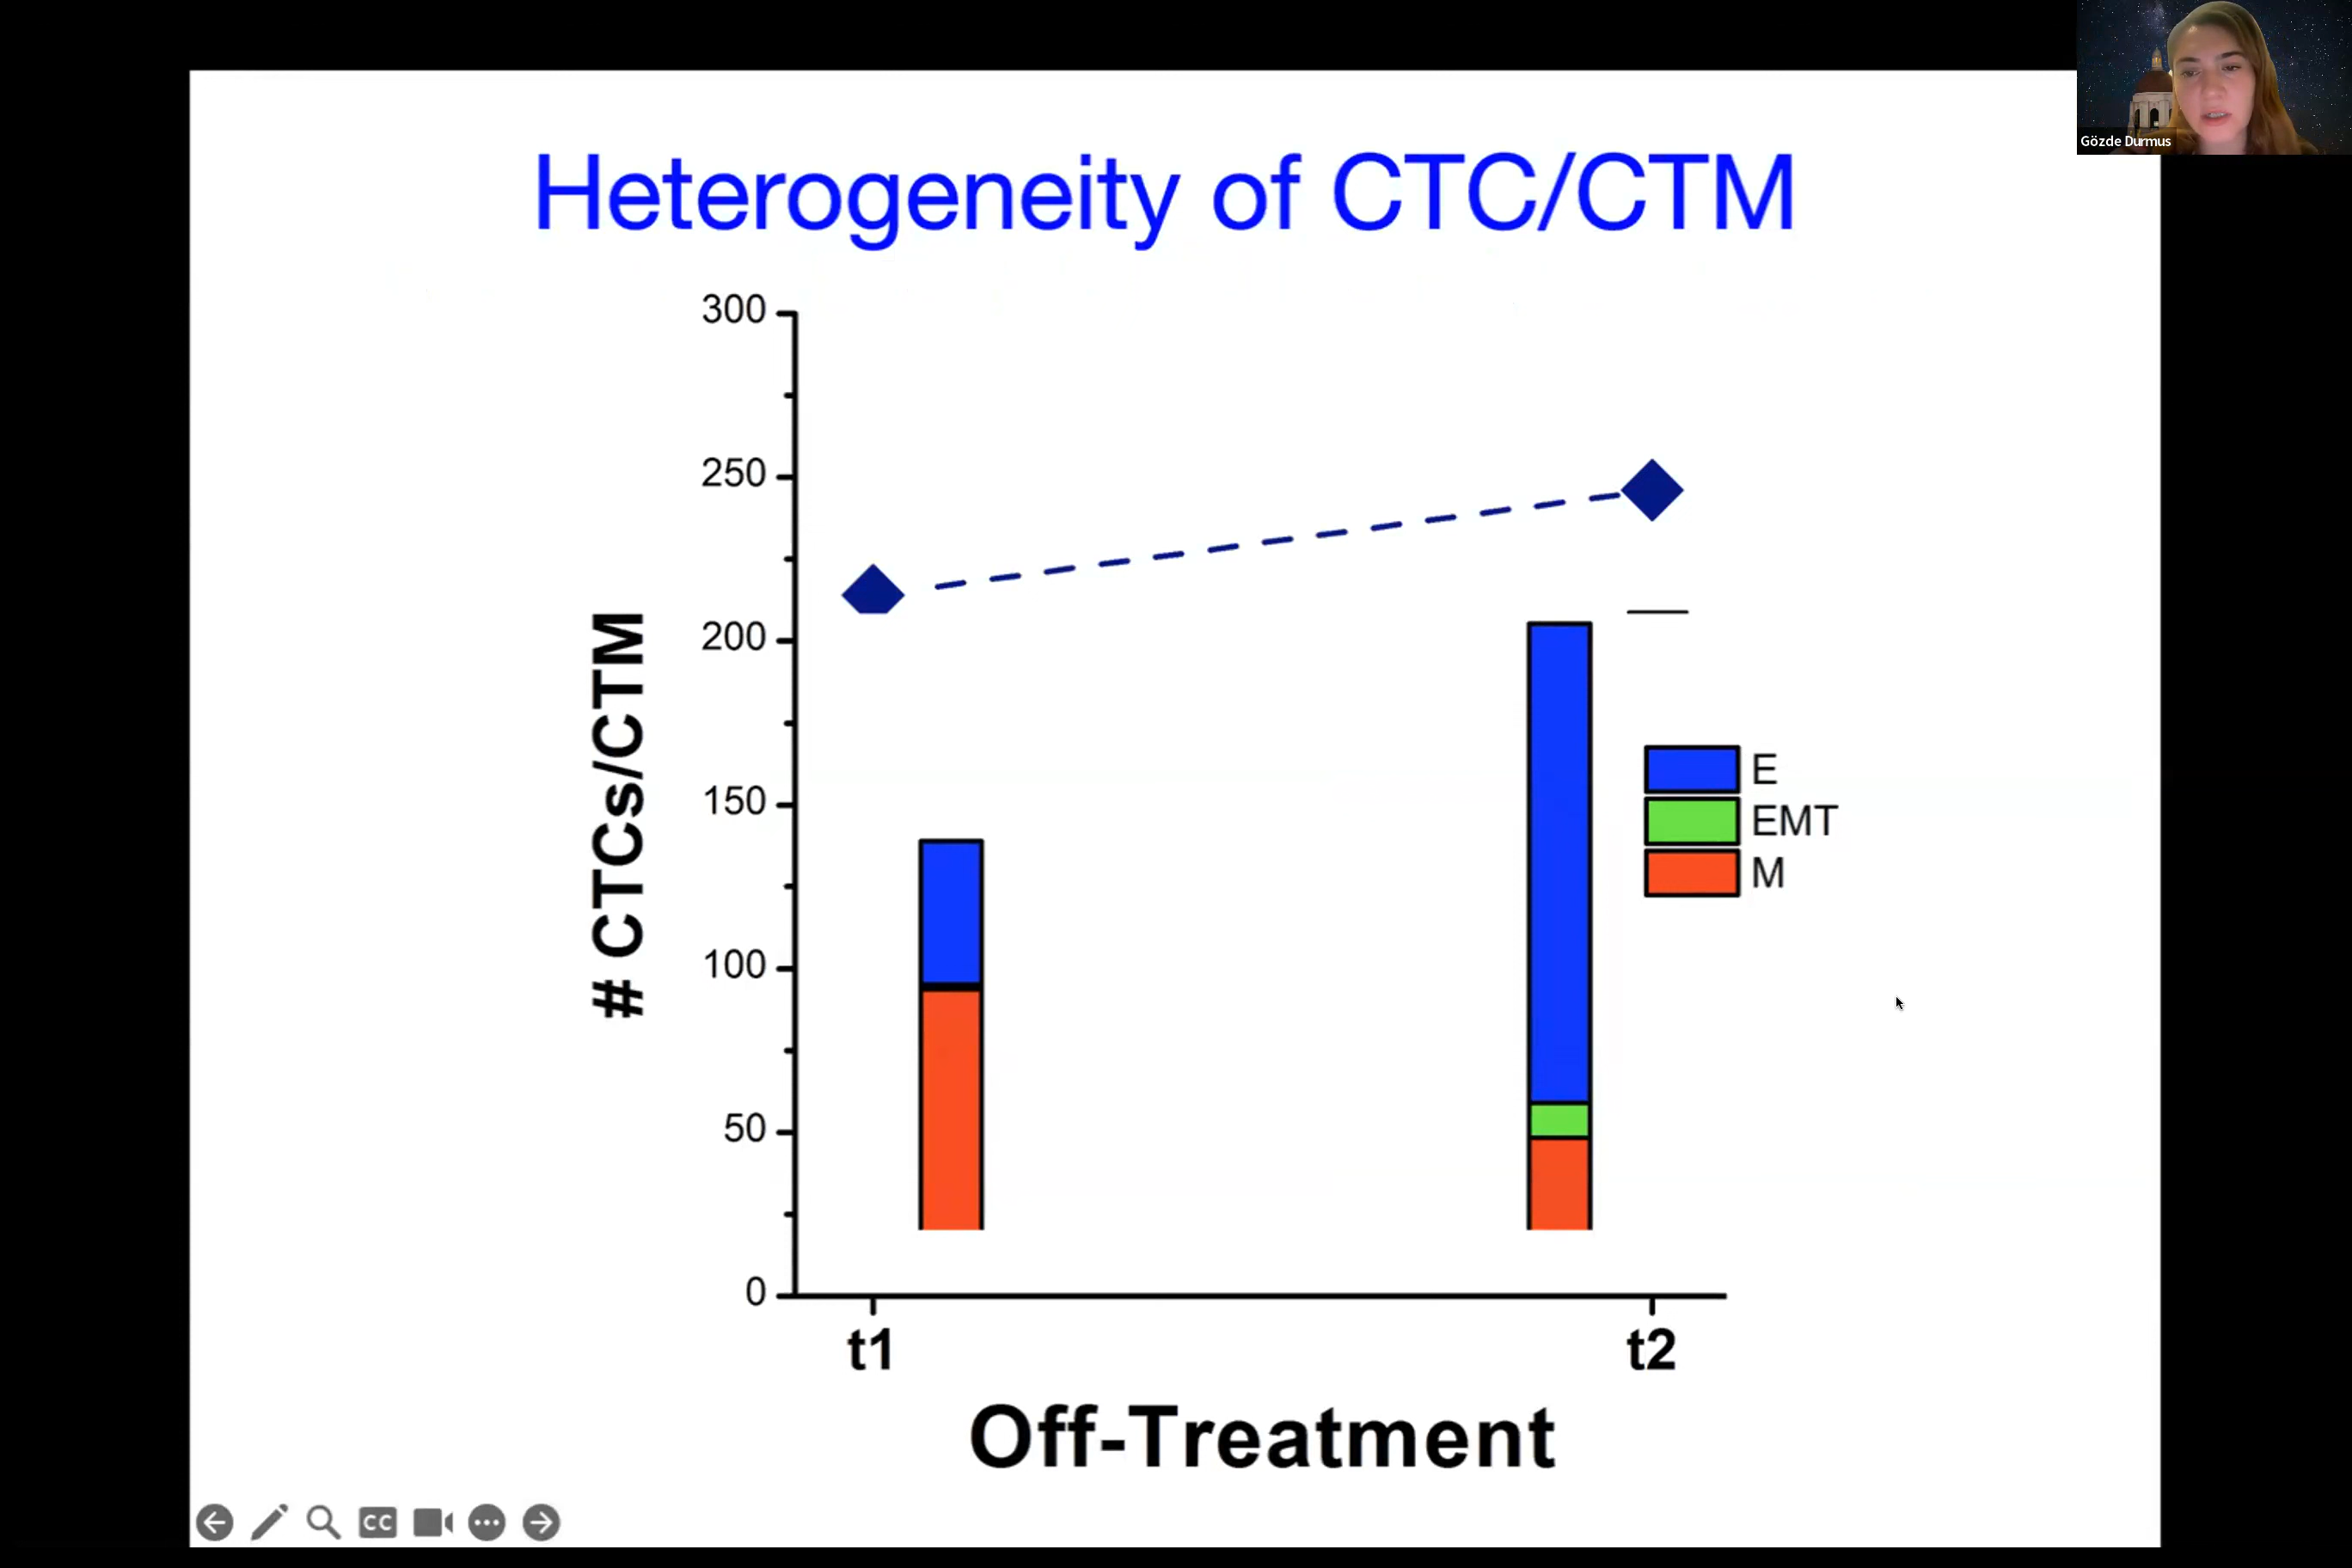 Gözde Durmus
Heterogeneity of CTC/CTM
300
250
200
150
100
50
0
# CTCs/CTM
E
EMT
M
t1
t2
Off-Treatment
CC